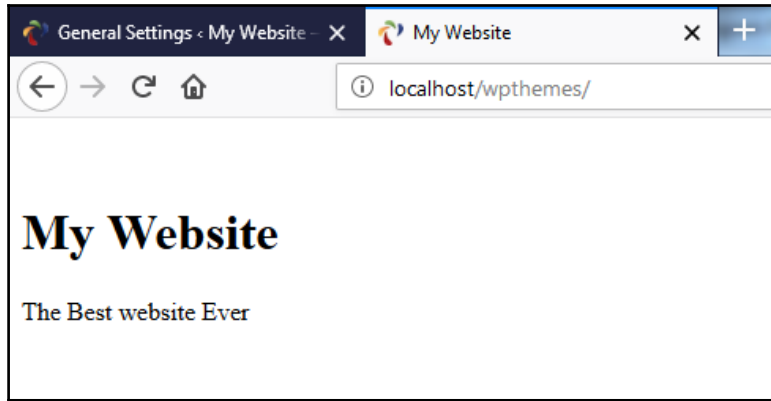 General Settings ‹ My Website – My Website
localhost/wpthemes/
My Website
The Best website Ever